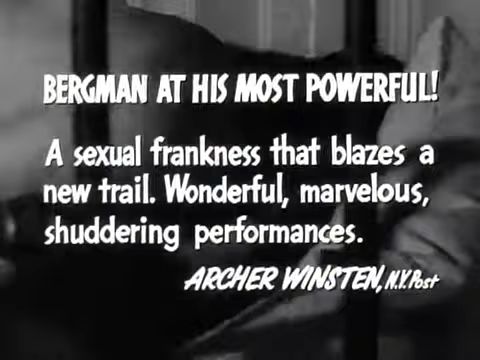 BERGMAN AT HIS MOST POWERFUL!
A sexual frankness that blazes a
new trail. Wonderful, marvelous,
shuddering performances.
ARCHER WINSTEN, N.Y. Post